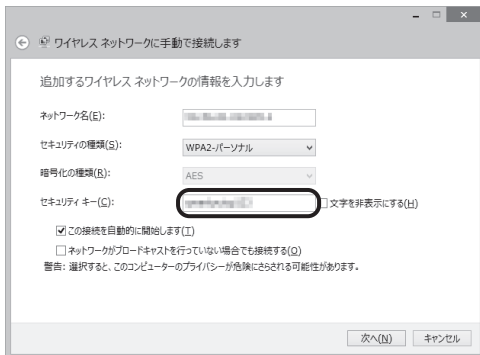 ワイヤレス ネットワークに手動で接続します
追加するワイヤレス ネットワークの情報を入力します
ネットワーク名(E):
セキュリティの種類(S): WPA2-パーソナル
暗号化の種類(R): AES
セキュリティ キー(C): 文字を非表示にする(H)
この接続を自動的に開始します(T)
ネットワークがブロードキャストを行っていない場合でも接続する(O)
警告: 選択すると、このコンピューターのプライバシーが危険にさらされる可能性があります。
次へ(N) キャンセル